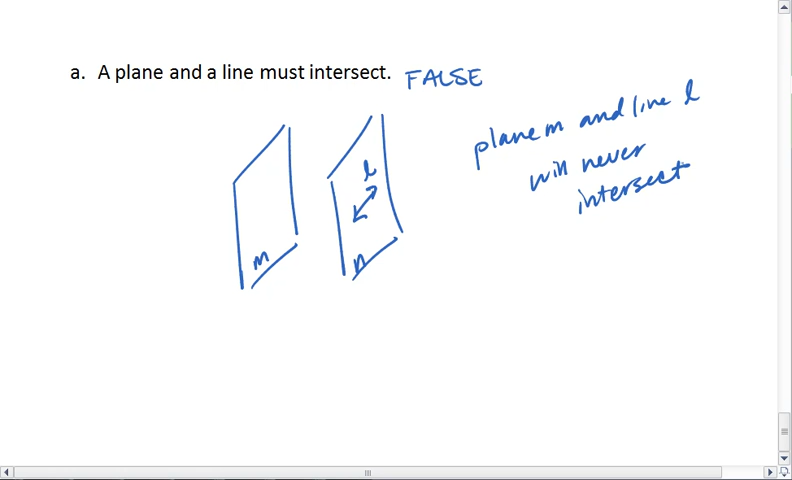 a. A plane and a line must intersect. FALSE
plane m and line l
will never
intersect
l
m
n